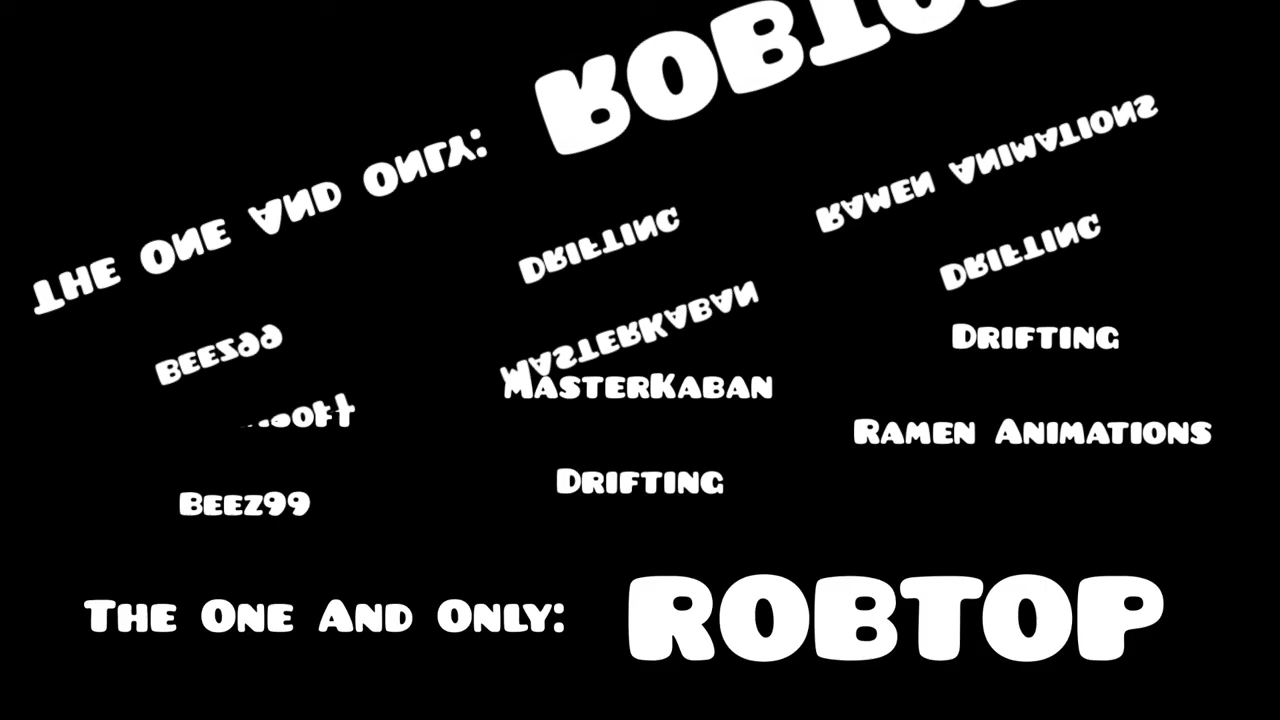 ROBTO
THE ONE AND ONLY:
RAMEN ANIMATIONS
DRIFTING
DRIFTING
MASTERKABAN
BEEZ99
DRIFTING
MASTERKABAN
RAMEN ANIMATIONS
DRIFTING
BEEZ99
THE ONE AND ONLY: ROBTOP